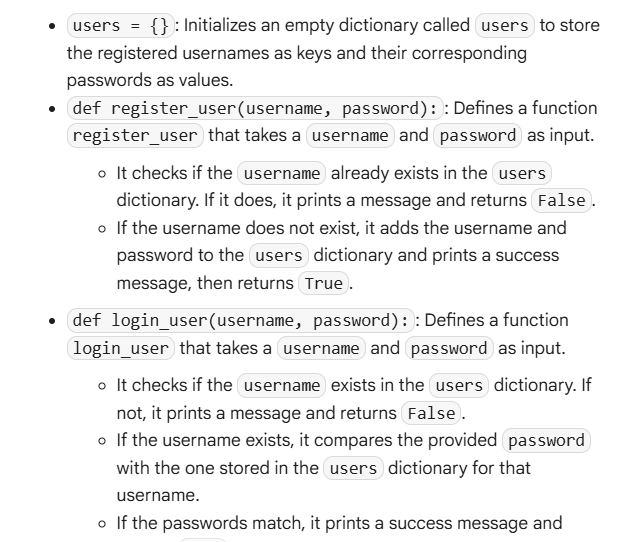 users = {} : Initializes an empty dictionary called users to store
the registered usernames as keys and their corresponding
passwords as values.
def register_user(username, password): : Defines a function
register_user that takes a username and password as input.
It checks if the username already exists in the users
dictionary. If it does, it prints a message and returns False .
If the username does not exist, it adds the username and
password to the users dictionary and prints a success
message, then returns True .
def login_user(username, password): : Defines a function
login_user that takes a username and password as input.
It checks if the username exists in the users dictionary. If
not, it prints a message and returns False .
If the username exists, it compares the provided password
with the one stored in the users dictionary for that
username.
If the passwords match, it prints a success message and